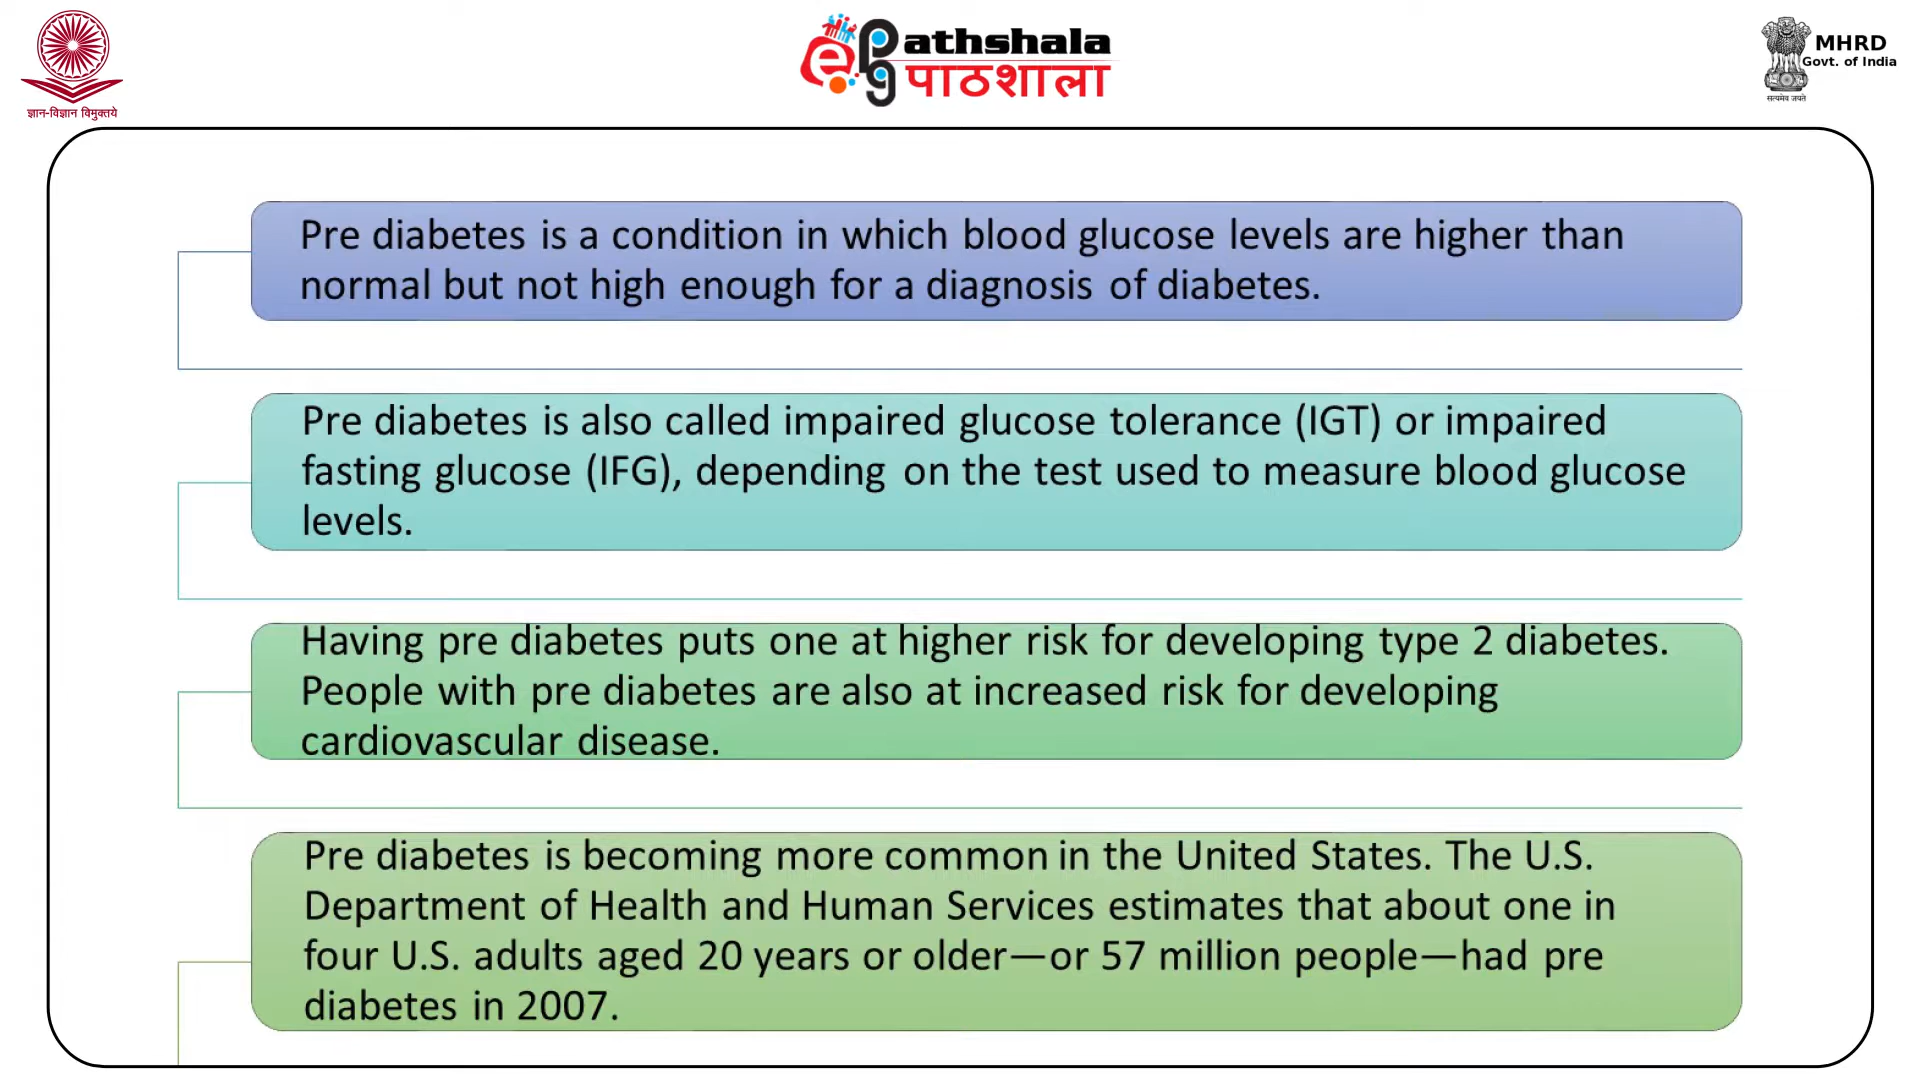 ज्ञान-विज्ञान विमुक्तये
e
pg
athshala
पाठशाला
MHRD
Govt. of India
सत्यमेव जयते
Pre diabetes is a condition in which blood glucose levels are higher than
normal but not high enough for a diagnosis of diabetes.
Pre diabetes is also called impaired glucose tolerance (IGT) or impaired
fasting glucose (IFG), depending on the test used to measure blood glucose
levels.
Having pre diabetes puts one at higher risk for developing type 2 diabetes.
People with pre diabetes are also at increased risk for developing
cardiovascular disease.
Pre diabetes is becoming more common in the United States. The U.S.
Department of Health and Human Services estimates that about one in
four U.S. adults aged 20 years or older—or 57 million people—had pre
diabetes in 2007.